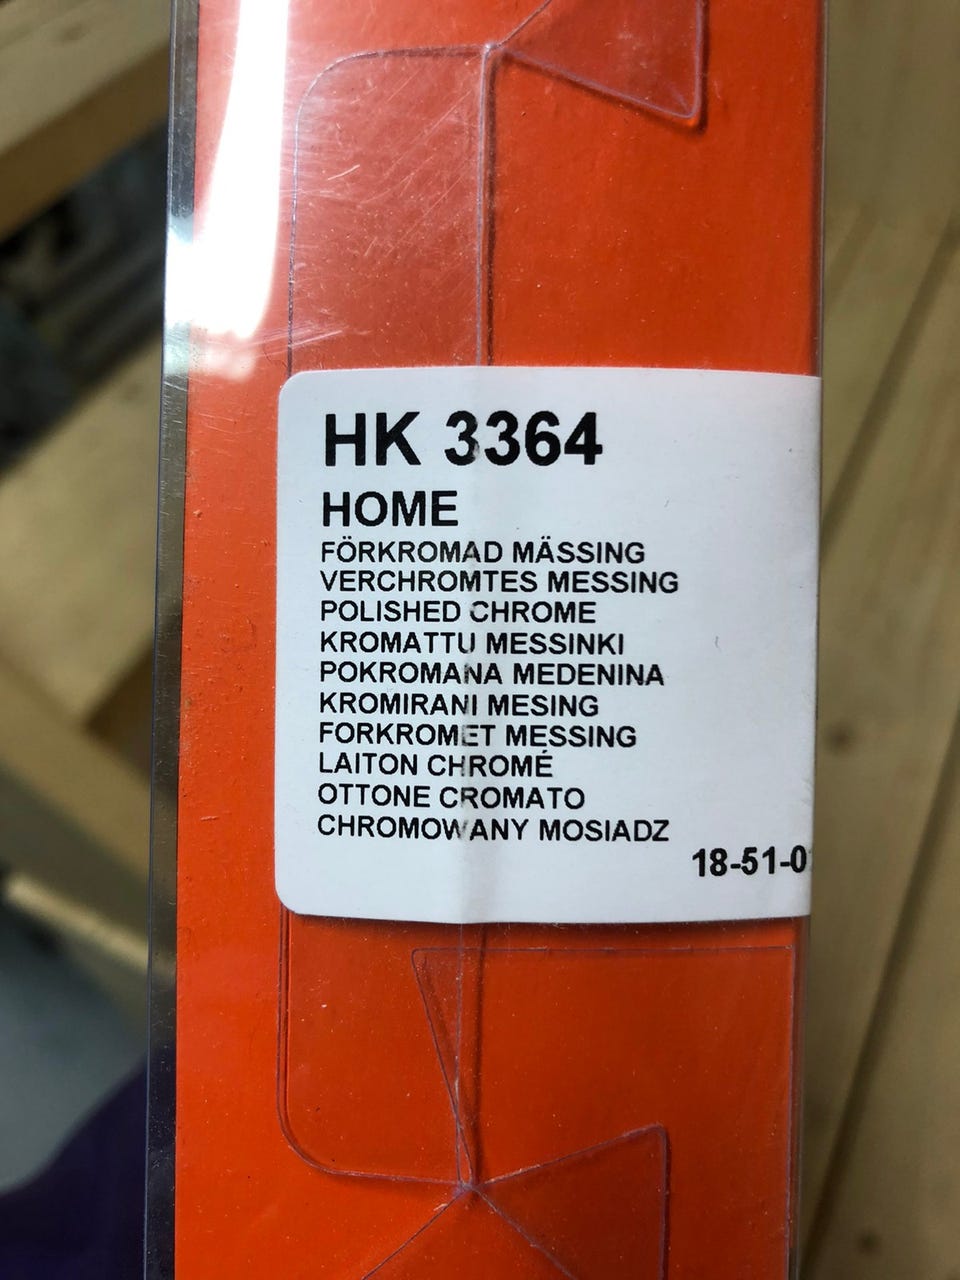 HK 3364
HOME
FÖRKROMAD MÄSSING
VERCHROMTES MESSING
POLISHED CHROME
KROMATTU MESSINKI
POKROMANA MEDENINA
KROMIRANI MESING
FORKROMET MESSING
LAITON CHROMÉ
OTTONE CROMATO
CHROMOWANY MOSIADZ